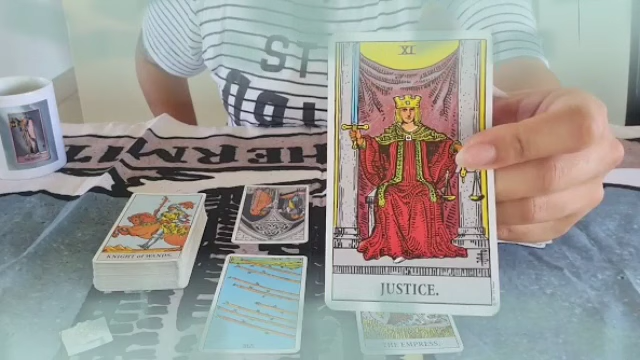 XI
HERMIT
KNIGHT of WANDS.
JUSTICE.
THE EMPRESS.